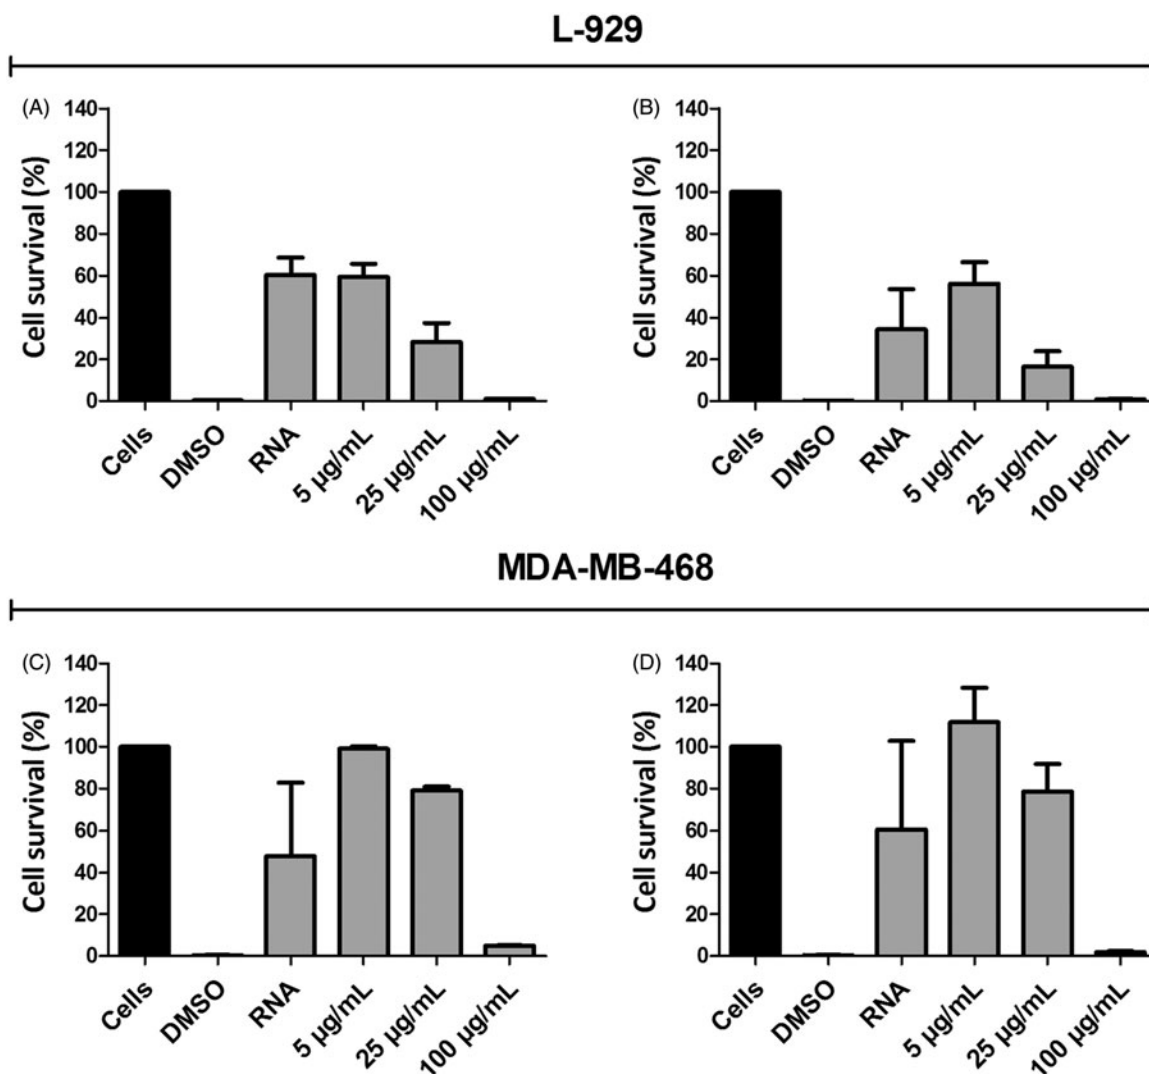 L-929
(A)
140
120
100
80
60
40
20
0
Cell survival (%)
Cells
DMSO
RNA
5 µg/mL
25 µg/mL
100 µg/mL
(B)
140
120
100
80
60
40
20
0
Cell survival (%)
Cells
DMSO
RNA
5 µg/mL
25 µg/mL
100 µg/mL
MDA-MB-468
(C)
140
120
100
80
60
40
20
0
Cell survival (%)
Cells
DMSO
RNA
5 µg/mL
25 µg/mL
100 µg/mL
(D)
140
120
100
80
60
40
20
0
Cell survival (%)
Cells
DMSO
RNA
5 µg/mL
25 µg/mL
100 µg/mL